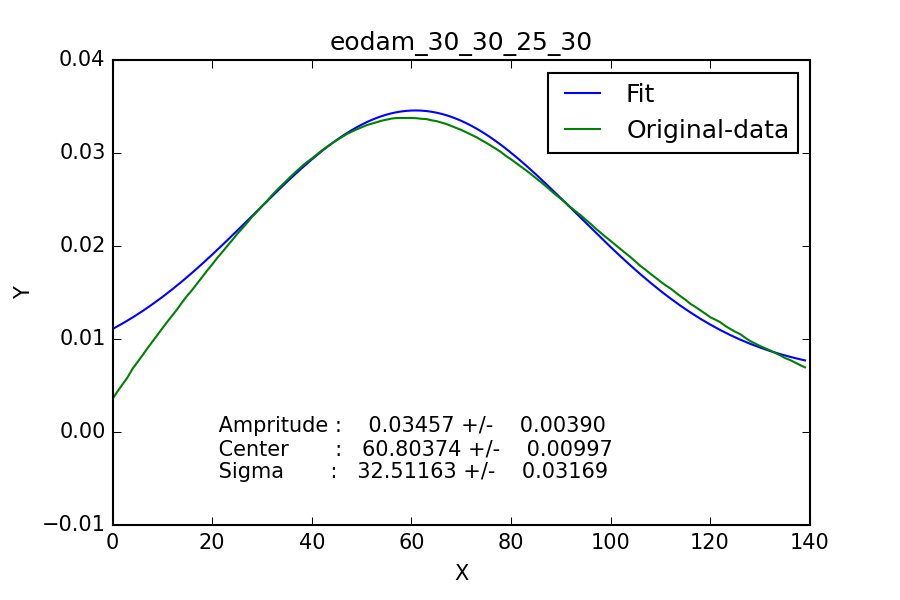 eodam_30_30_25_30
0.04
0.03
0.02
0.01
0.00
−0.01
Y
Fit
Original-data
Ampritude : 0.03457 +/- 0.00390
Center : 60.80374 +/- 0.00997
Sigma : 32.51163 +/- 0.03169
0 20 40 60 80 100 120 140
X